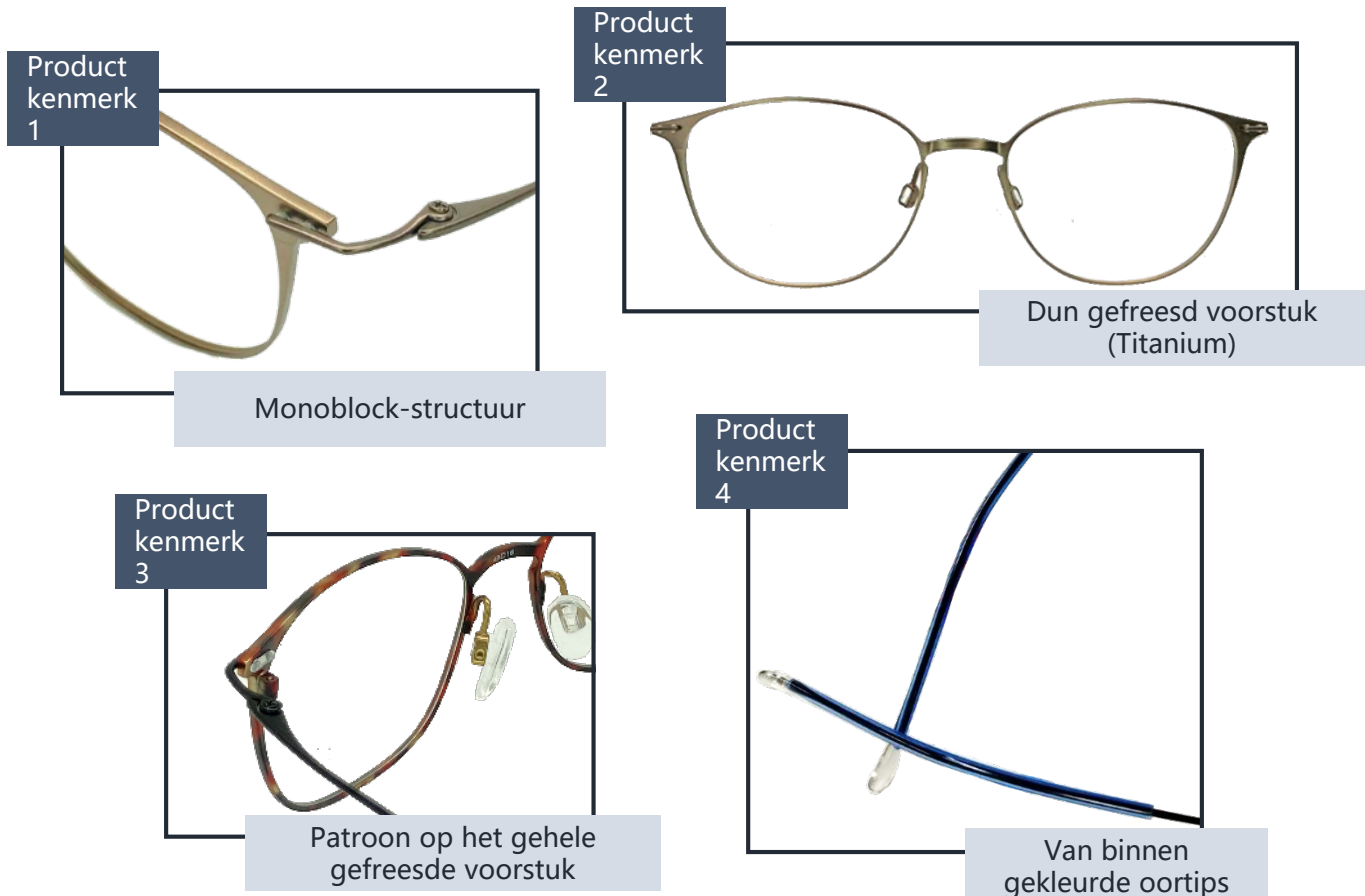 Product
kenmerk
1
Monoblock-structuur
Product
kenmerk
2
Dun gefreesd voorstuk
(Titanium)
Product
kenmerk
3
Patroon op het gehele
gefreesde voorstuk
Product
kenmerk
4
Van binnen
gekleurde oortips